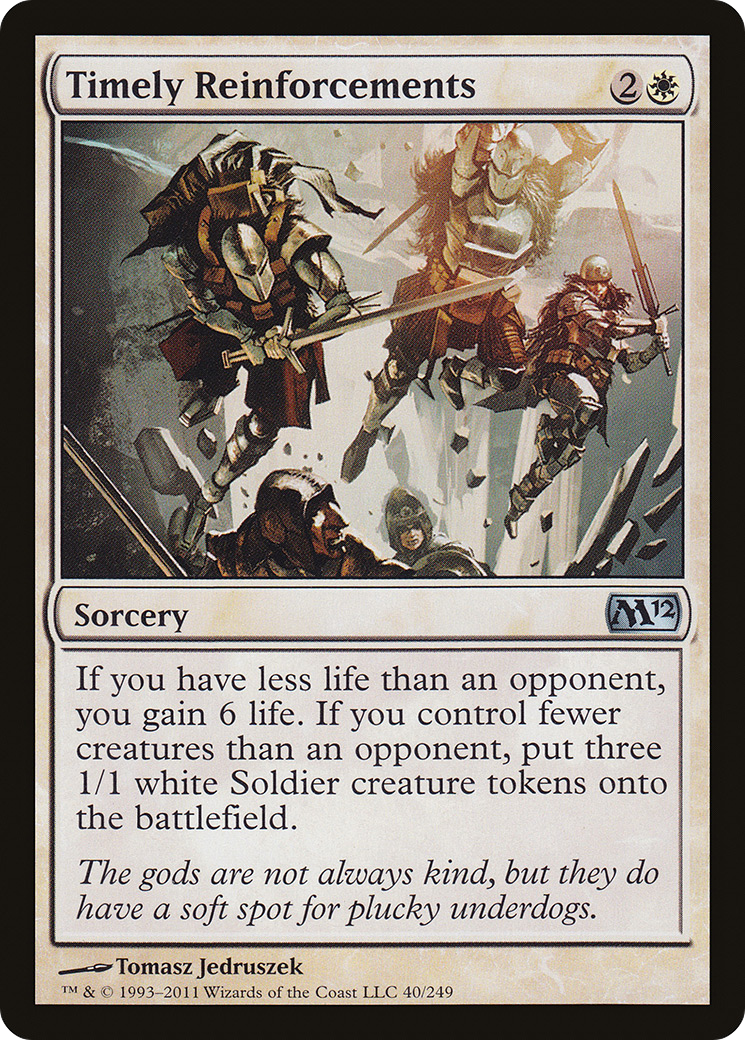 Timely Reinforcements 2
Sorcery M12
If you have less life than an opponent,
you gain 6 life. If you control fewer
creatures than an opponent, put three
1/1 white Soldier creature tokens onto
the battlefield.
The gods are not always kind, but they do
have a soft spot for plucky underdogs.
Tomasz Jedruszek
™ & © 1993–2011 Wizards of the Coast LLC 40/249